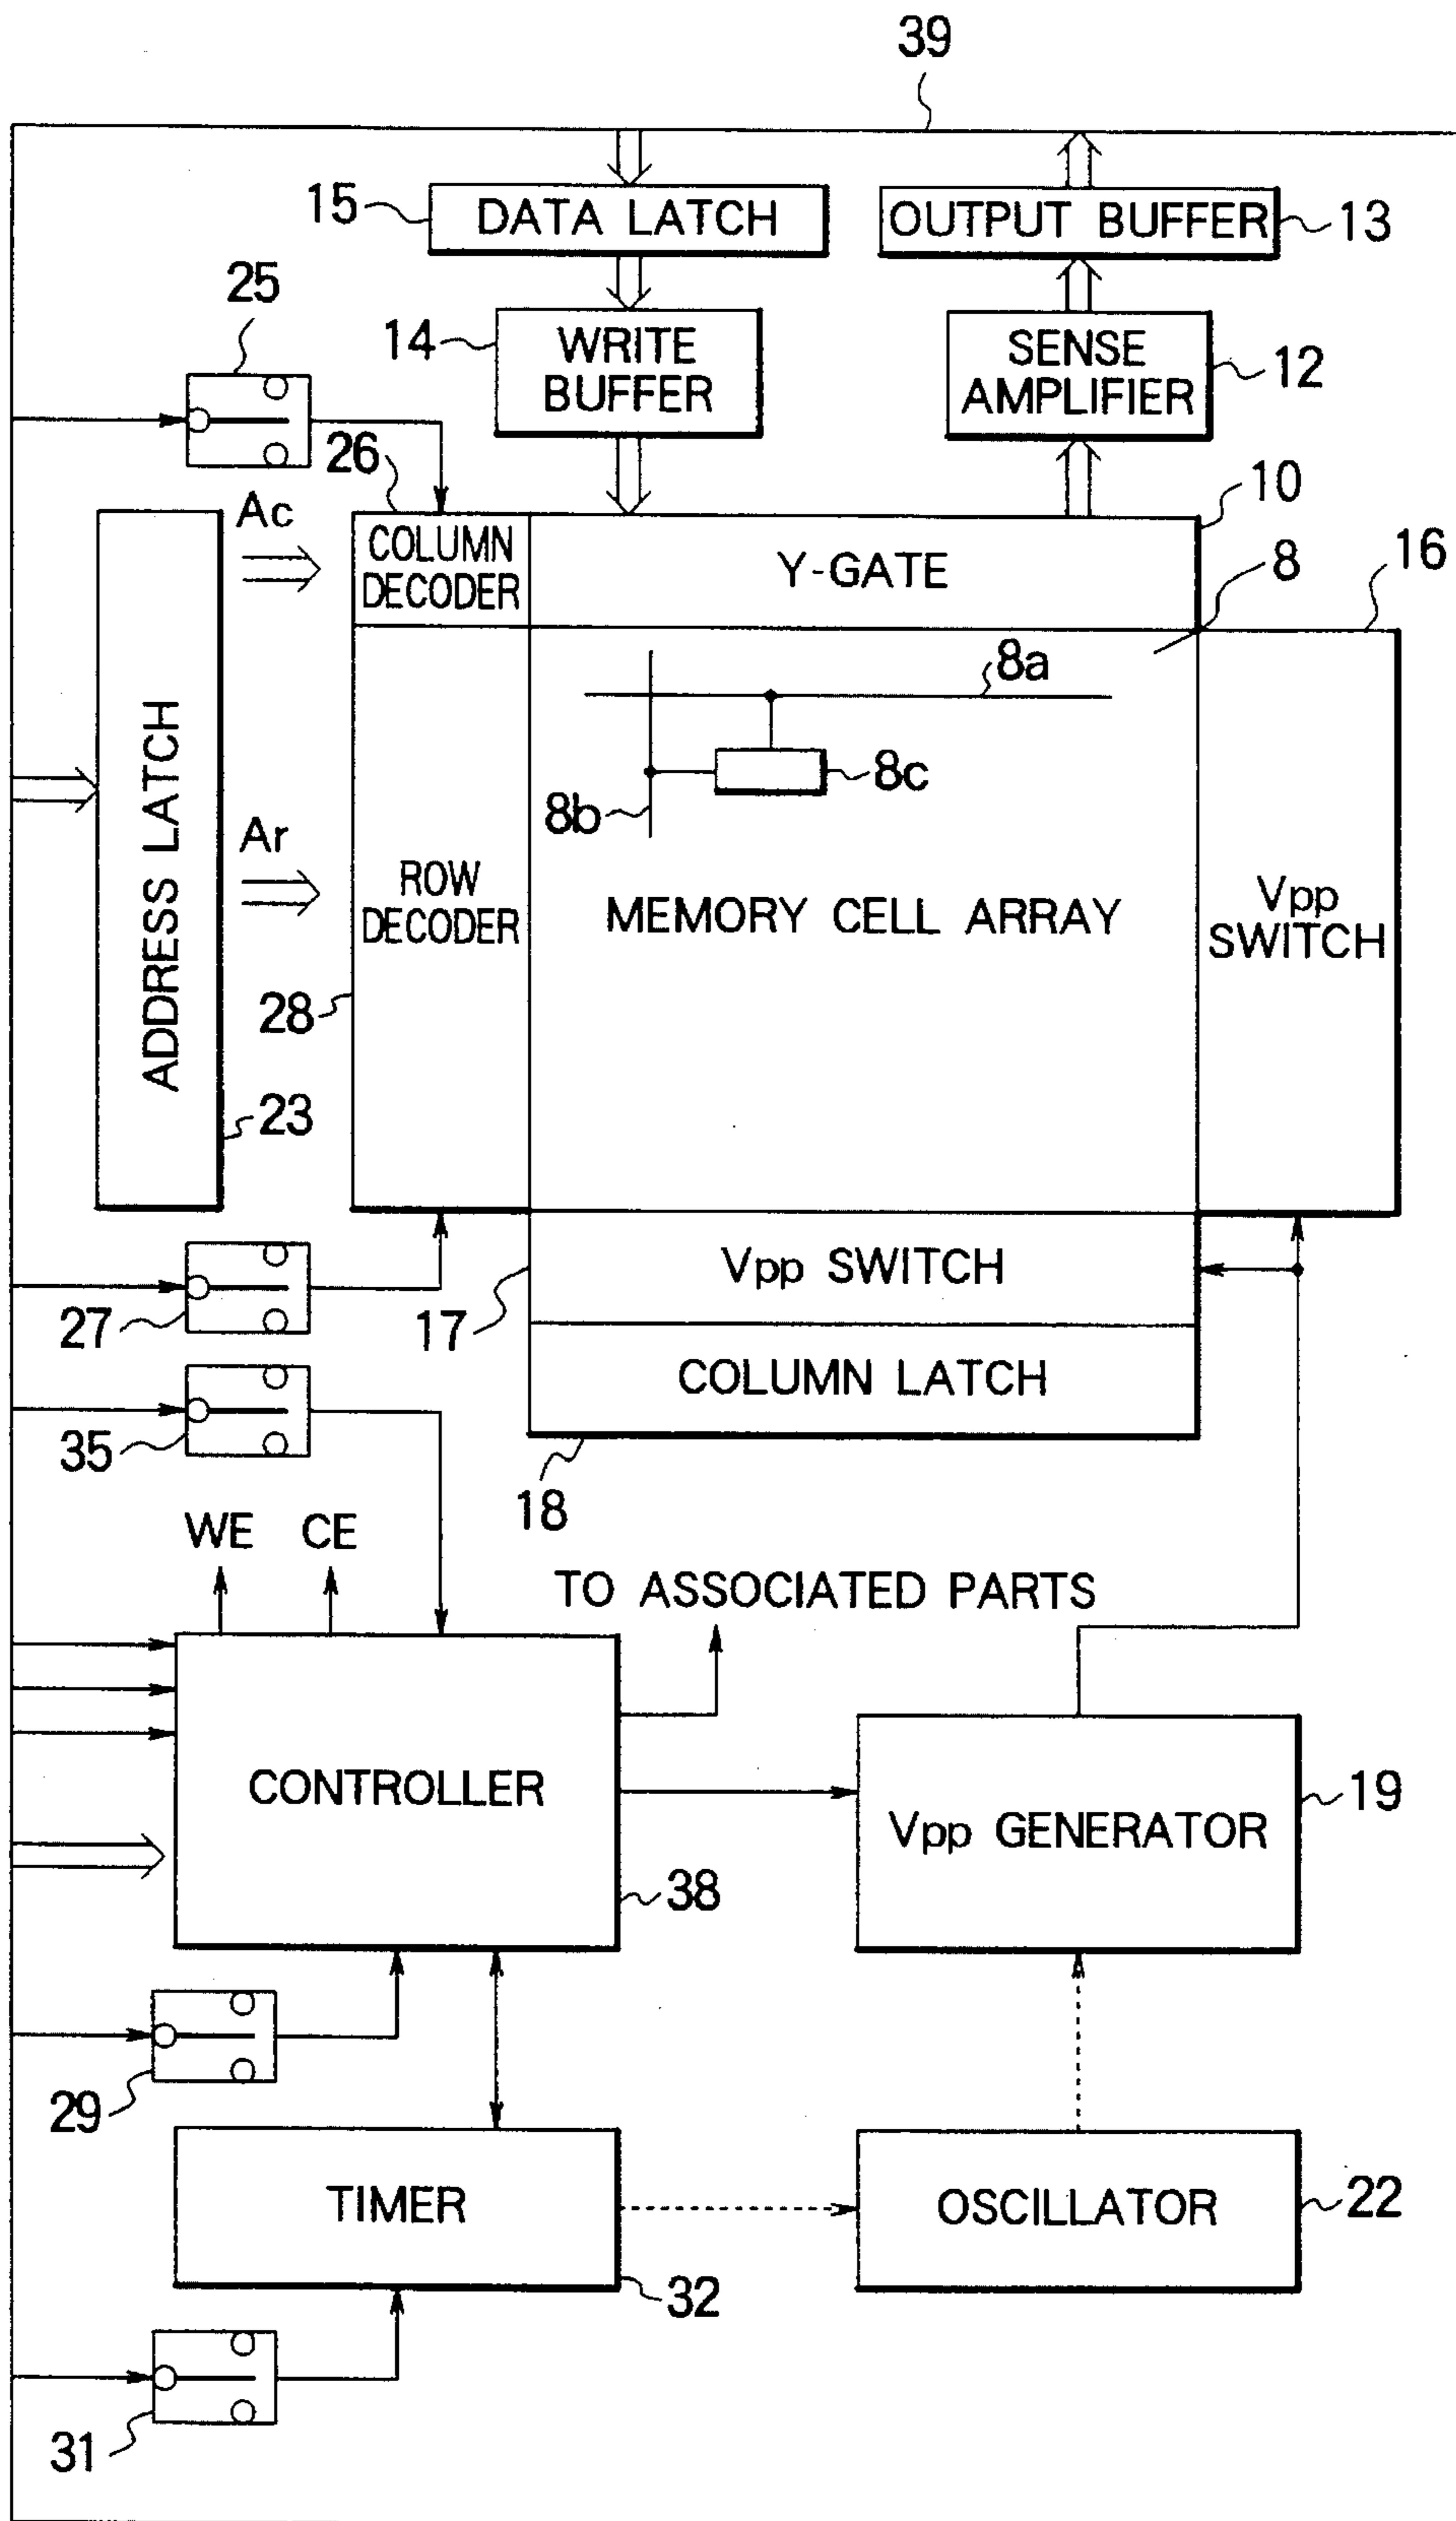 39
15
DATA LATCH
OUTPUT BUFFER
13
25
14
WRITE
BUFFER
SENSE
AMPLIFIER
12
26
10
Ac
COLUMN
DECODER
Y-GATE
8
16
8a
8c
8b
ADDRESS LATCH
Ar
ROW
DECODER
MEMORY CELL ARRAY
Vpp
SWITCH
28
23
Vpp SWITCH
27
17
COLUMN LATCH
35
18
WE
CE
TO ASSOCIATED PARTS
CONTROLLER
Vpp GENERATOR
19
38
29
TIMER
OSCILLATOR
22
32
31